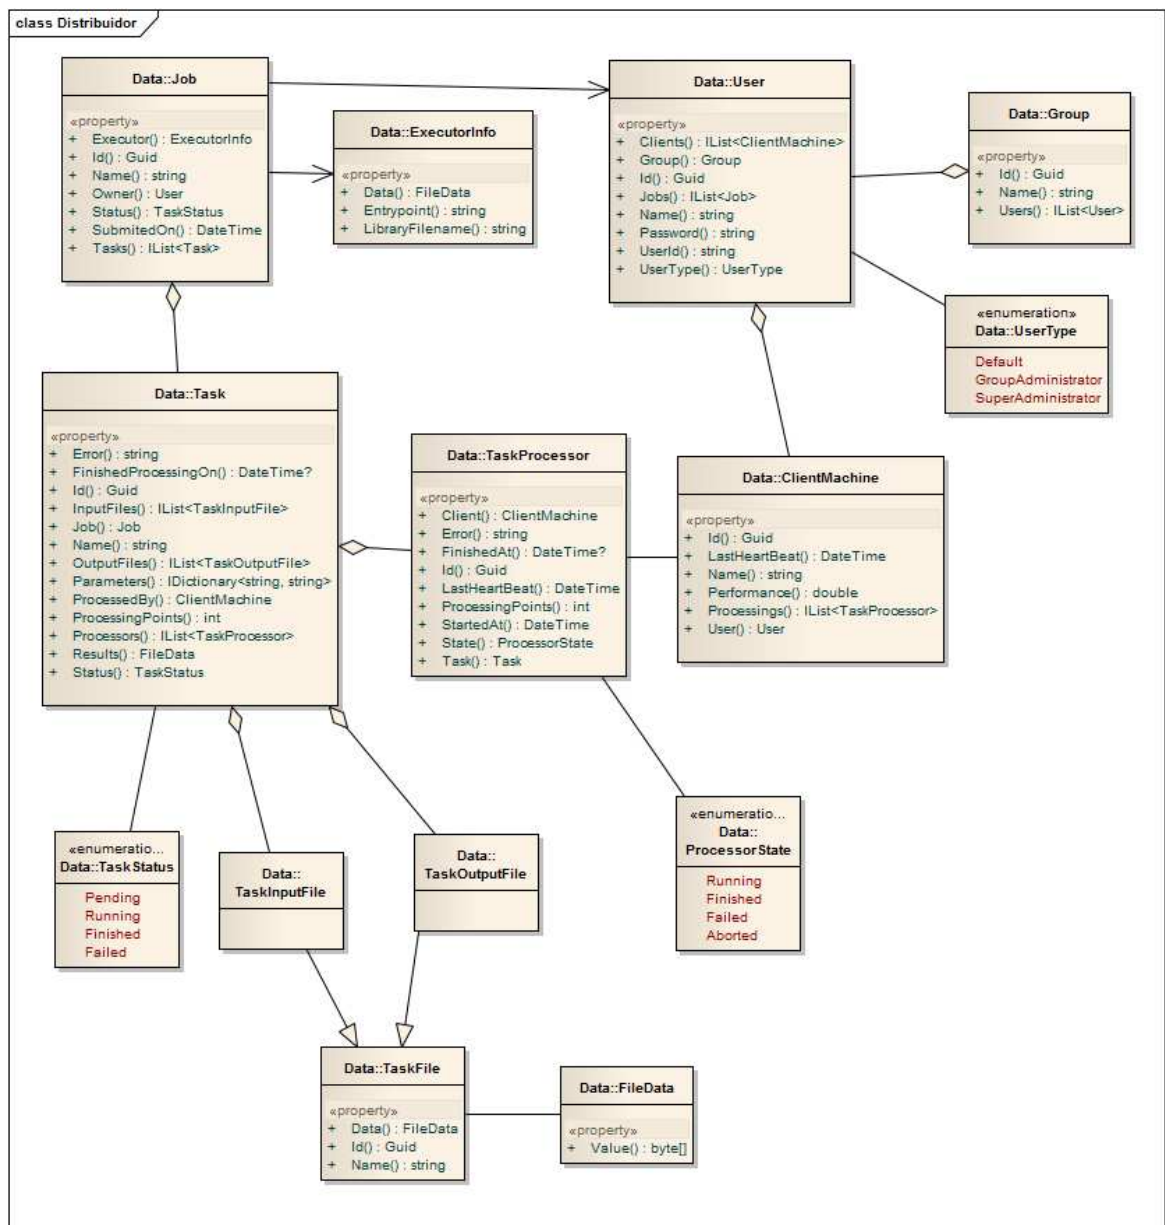 class Distribuidor
Data::Job
«property»
+ Executor() : ExecutorInfo
+ Id() : Guid
+ Name() : string
+ Owner() : User
+ Status() : TaskStatus
+ SubmitedOn() : DateTime
+ Tasks() : IList<Task>
Data::ExecutorInfo
«property»
+ Data() : FileData
+ Entrypoint() : string
+ LibraryFilename() : string
Data::User
«property»
+ Clients() : IList<ClientMachine>
+ Group() : Group
+ Id() : Guid
+ Jobs() : IList<Job>
+ Name() : string
+ Password() : string
+ UserId() : string
+ UserType() : UserType
Data::Group
«property»
+ Id() : Guid
+ Name() : string
+ Users() : IList<User>
«enumeration»
Data::UserType
Default
GroupAdministrator
SuperAdministrator
Data::Task
«property»
+ Error() : string
+ FinishedProcessingOn() : DateTime?
+ Id() : Guid
+ InputFiles() : IList<TaskInputFile>
+ Job() : Job
+ Name() : string
+ OutputFiles() : IList<TaskOutputFile>
+ Parameters() : IDictionary<string, string>
+ ProcessedBy() : ClientMachine
+ ProcessingPoints() : int
+ Processors() : IList<TaskProcessor>
+ Results() : FileData
+ Status() : TaskStatus
Data::TaskProcessor
«property»
+ Client() : ClientMachine
+ Error() : string
+ FinishedAt() : DateTime?
+ Id() : Guid
+ LastHeartBeat() : DateTime
+ ProcessingPoints() : int
+ StartedAt() : DateTime
+ State() : ProcessorState
+ Task() : Task
Data::ClientMachine
«property»
+ Id() : Guid
+ LastHeartBeat() : DateTime
+ Name() : string
+ Performance() : double
+ Processings() : IList<TaskProcessor>
+ User() : User
«enumeratio...
Data::TaskStatus
Pending
Running
Finished
Failed
Data::
TaskInputFile
Data::
TaskOutputFile
«enumeratio...
Data::
ProcessorState
Running
Finished
Failed
Aborted
Data::TaskFile
«property»
+ Data() : FileData
+ Id() : Guid
+ Name() : string
Data::FileData
«property»
+ Value() : byte[]